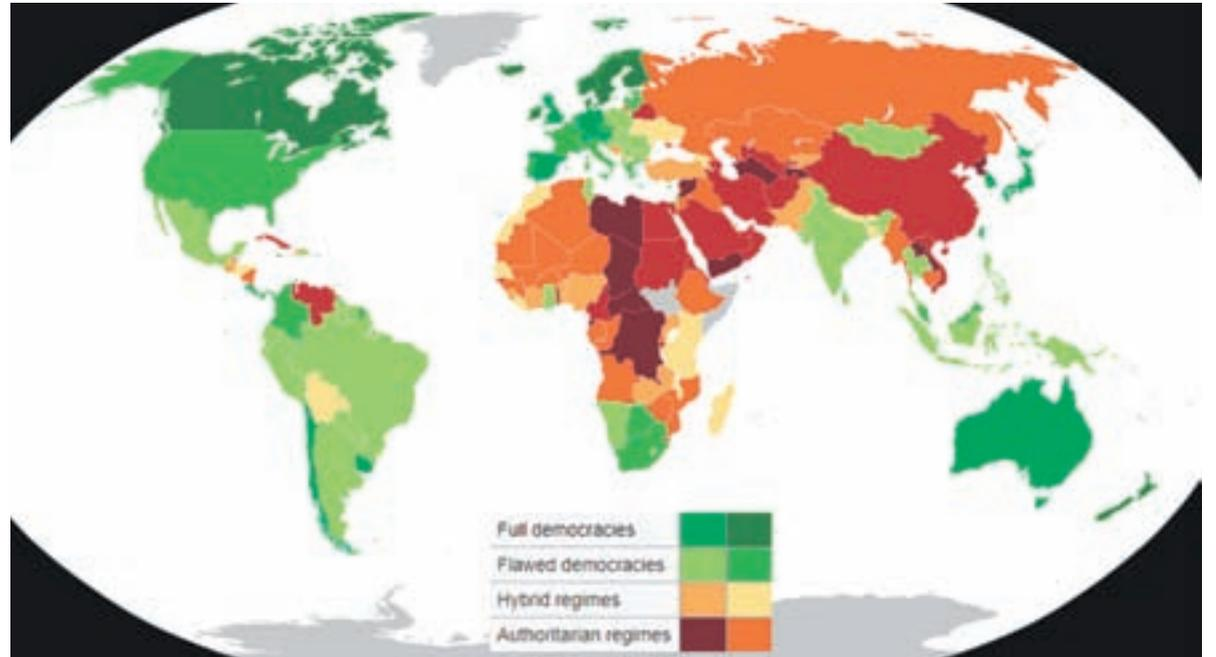 Full democracies
Flawed democracies
Hybrid regimes
Authoritarian regimes